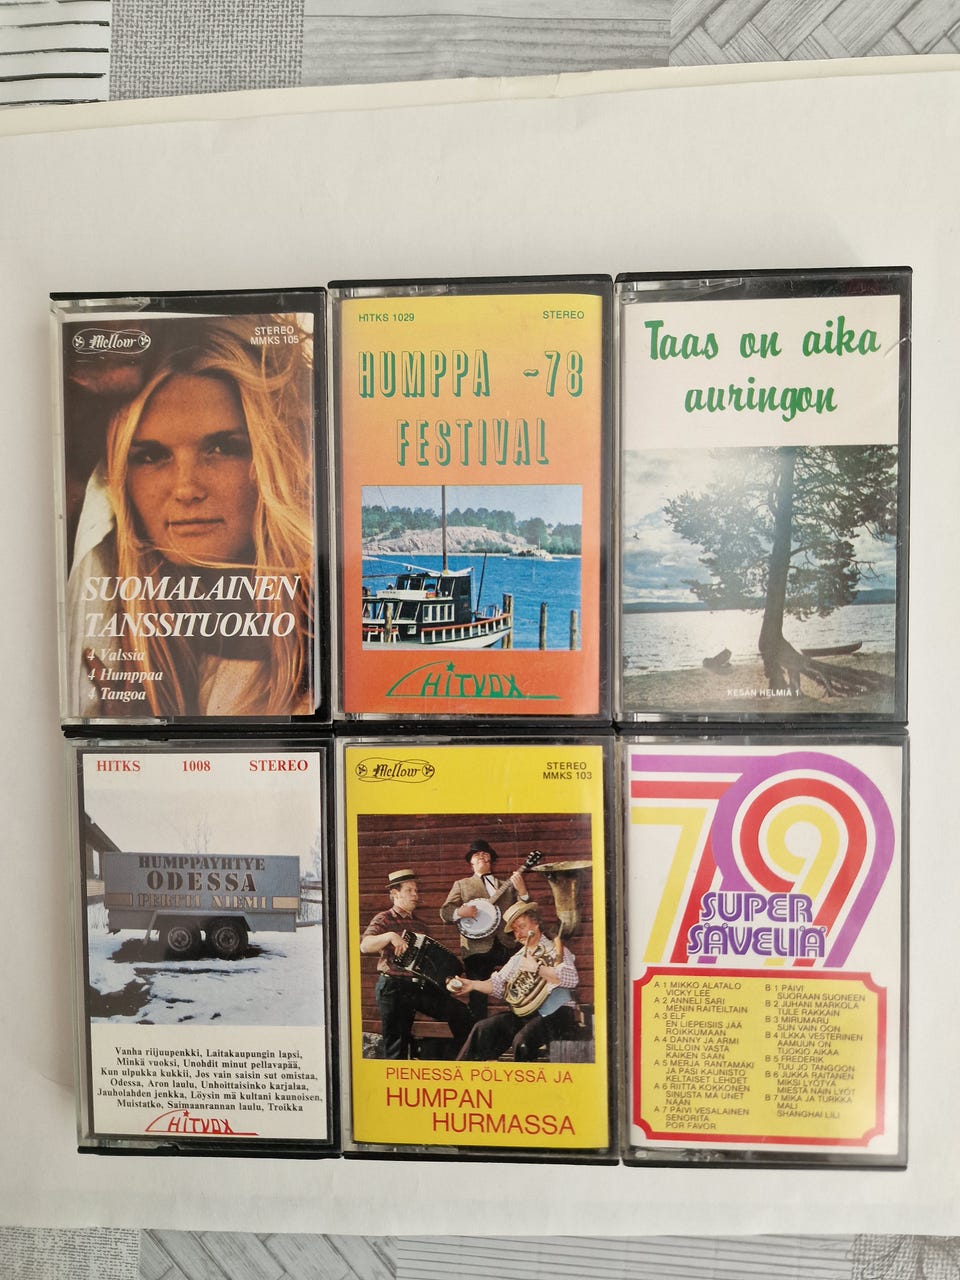 Mellow
STEREO
MMKS 105
SUOMALAINEN
TANSSITUOKIO
4 Valssia
4 Humppaa
4 Tangoa
HITKS 1029 STEREO
HUMPPA -78
FESTIVAL
HITVOX
Taas on aika
auringon
KESÄN HELMIÄ 1
HITKS 1008 STEREO
HUMPPAYHTYE
ODESSA
PERTTI NIEMI
Vanha riijuupenkki, Laitakaupungin lapsi,
Minkä vuoksi, Unohdit minut pellavapää,
Kun ulpukka kukkii, Jos vain saisin sut omistaa,
Odessa, Aron laulu, Unhoittaisinko karjalaa,
Jauholahden jenkka, Löysin mä kultani kaunoisen,
Muistatko, Saimaanrannan laulu, Troikka
HITVOX
Mellow
STEREO
MMKS 103
PIENESSÄ PÖLYSSÄ JA
HUMPAN
HURMASSA
79
SUPER
SÄVELIÄ
A 1 MIKKO ALATALO
VICKY LEE
A 2 ANNELI SARI
MENIN RAITEILTAIN
A 3 ELF
EN LIEPEISIIS JÄÄ
ROIKKUMAAN
A 4 DANNY JA ARMI
SILLOIN VASTA
KAIKEN SAAN
A 5 MERJA RANTAMÄKI
JA PASI KAUNISTO
KELTAISET LEHDET
A 6 RIITTA KOKKONEN
SINUSTA MÄ UNET
NÄÄN
A 7 PÄIVI VESALAINEN
SENORITA
POR FAVOR
B 1 PÄIVI
SUORAAN SUONEEN
B 2 JUHANI MARKOLA
TULE RAKKAIN
B 3 MIRUMARU
SUN VAIN OON
B 4 ILKKA VESTERINEN
AAMUUN ON
TUOKIO AIKAA
B 5 FREDERIK
TUU JO TANGOON
B 6 JUKKA RAITANEN
MIKSI LYÖTYÄ
MIESTÄ NÄIN LYÖT
B 7 MIKA JA TURKKA
MALI
SHANGHAI LILI